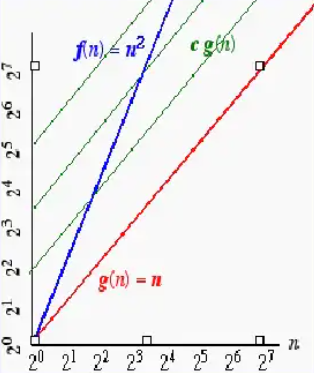 f(n) = n²
c g(n)
2⁷
2⁶
2⁵
2⁴
2³
2²
2¹
2⁰
g(n) = n
n
2⁰ 2¹ 2² 2³ 2⁴ 2⁵ 2⁶ 2⁷